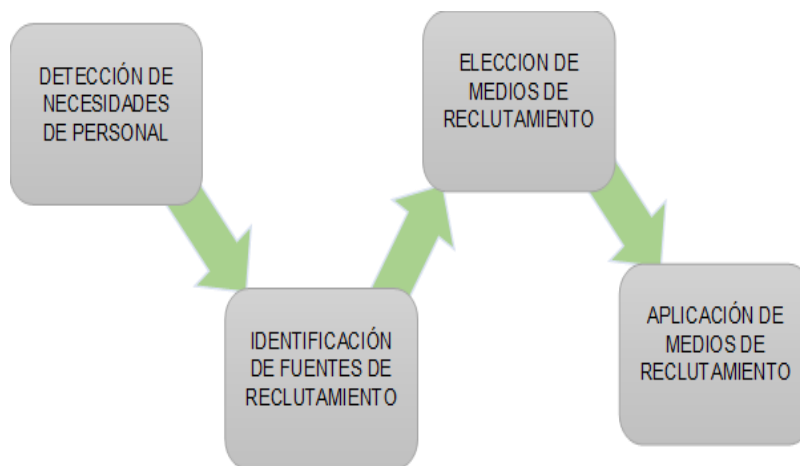 DETECCIÓN DE
NECESIDADES
DE PERSONAL
IDENTIFICACIÓN
DE FUENTES DE
RECLUTAMIENTO
ELECCION DE
MEDIOS DE
RECLUTAMIENTO
APLICACIÓN DE
MEDIOS DE
RECLUTAMIENTO